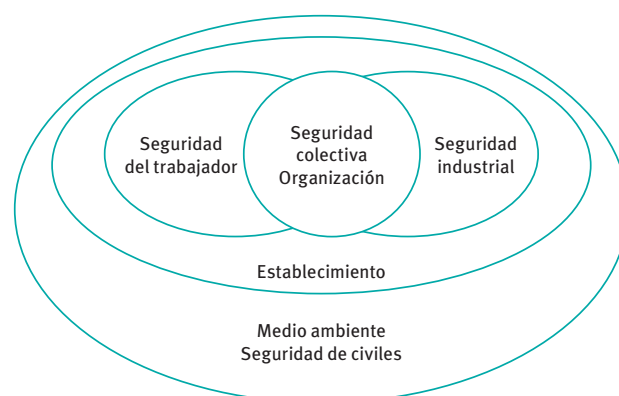 Seguridad
del trabajador
Seguridad
colectiva
Organización
Seguridad
industrial
Establecimiento
Medio ambiente
Seguridad de civiles